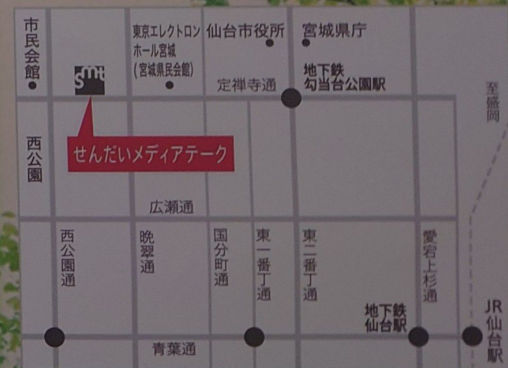 市民会館
smt
東京エレクトロン
ホール宮城
(宮城県民会館)
仙台市役所
宮城県庁
定禅寺通
地下鉄
勾当台公園駅
至盛岡
西公園
せんだいメディアテーク
広瀬通
西公園通
晩翠通
国分町通
東一番丁通
東二番丁通
愛宕上杉通
地下鉄
仙台駅
JR仙台駅
青葉通